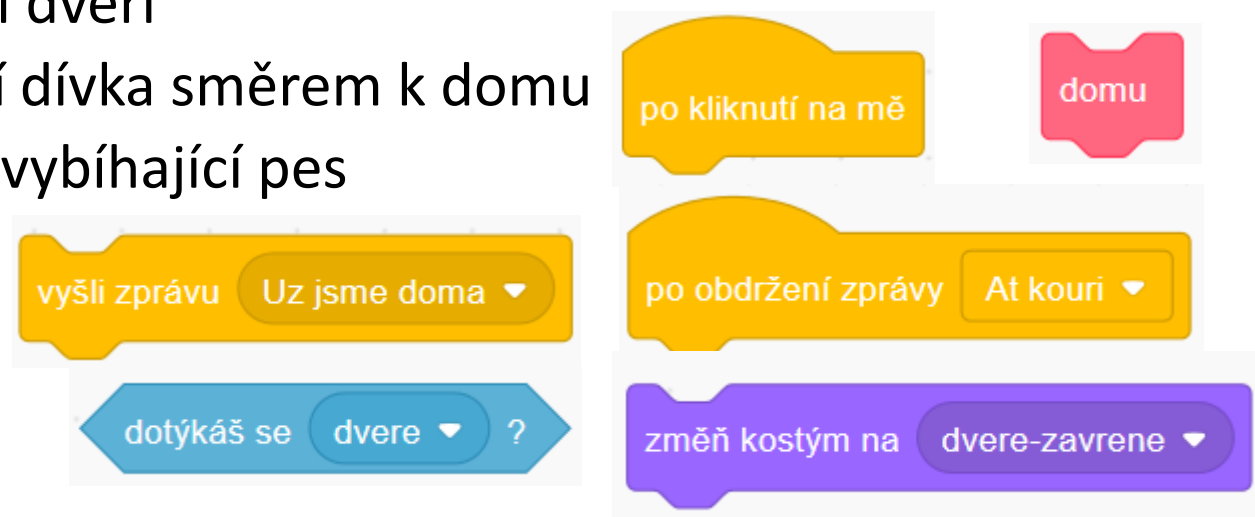 dveří
í dívka směrem k domu
vybíhající pes
po kliknutí na mě
domu
vyšli zprávu Uz jsme doma
po obdržení zprávy At kouri
dotýkáš se dvere ?
změň kostým na dvere-zavrene